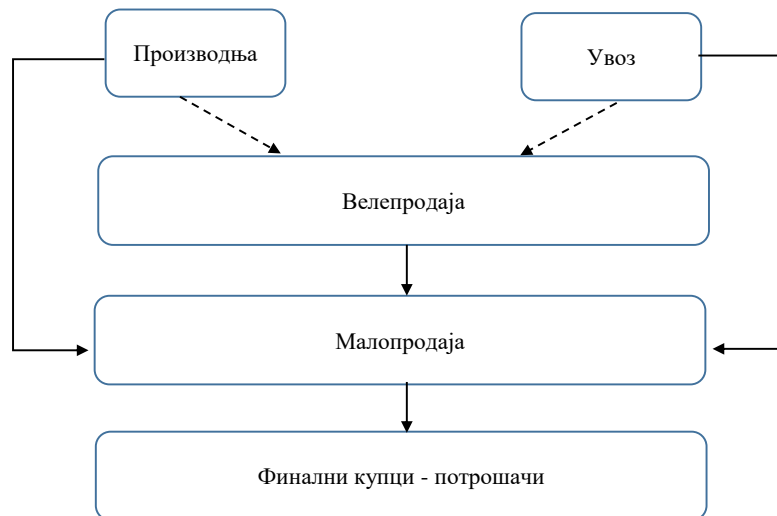 Производња
Увоз
Велепродаја
Малопродаја
Финални купци - потрошачи